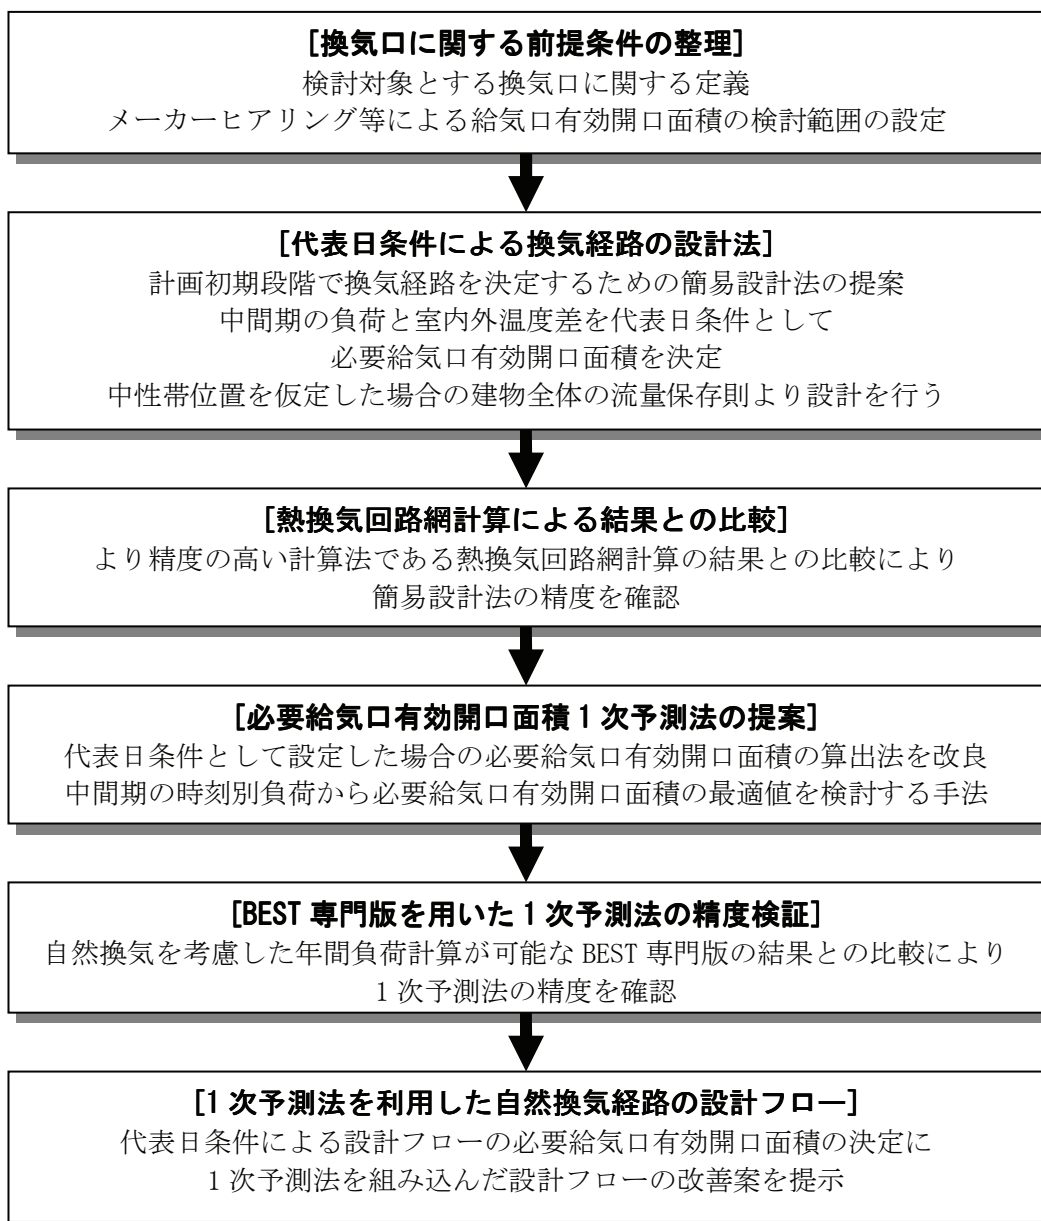 [換気口に関する前提条件の整理]
検討対象とする換気口に関する定義
メーカーヒアリング等による給気口有効開口面積の検討範囲の設定
[代表日条件による換気経路の設計法]
計画初期段階で換気経路を決定するための簡易設計法の提案
中間期の負荷と室内外温度差を代表日条件として
必要給気口有効開口面積を決定
中性帯位置を仮定した場合の建物全体の流量保存則より設計を行う
[熱換気回路網計算による結果との比較]
より精度の高い計算法である熱換気回路網計算の結果との比較により
簡易設計法の精度を確認
[必要給気口有効開口面積 1 次予測法の提案]
代表日条件として設定した場合の必要給気口有効開口面積の算出法を改良
中間期の時刻別負荷から必要給気口有効開口面積の最適値を検討する手法
[BEST 専門版を用いた 1 次予測法の精度検証]
自然換気を考慮した年間負荷計算が可能な BEST 専門版の結果との比較により
1 次予測法の精度を確認
[1 次予測法を利用した自然換気経路の設計フロー]
代表日条件による設計フローの必要給気口有効開口面積の決定に
1 次予測法を組み込んだ設計フローの改善案を提示